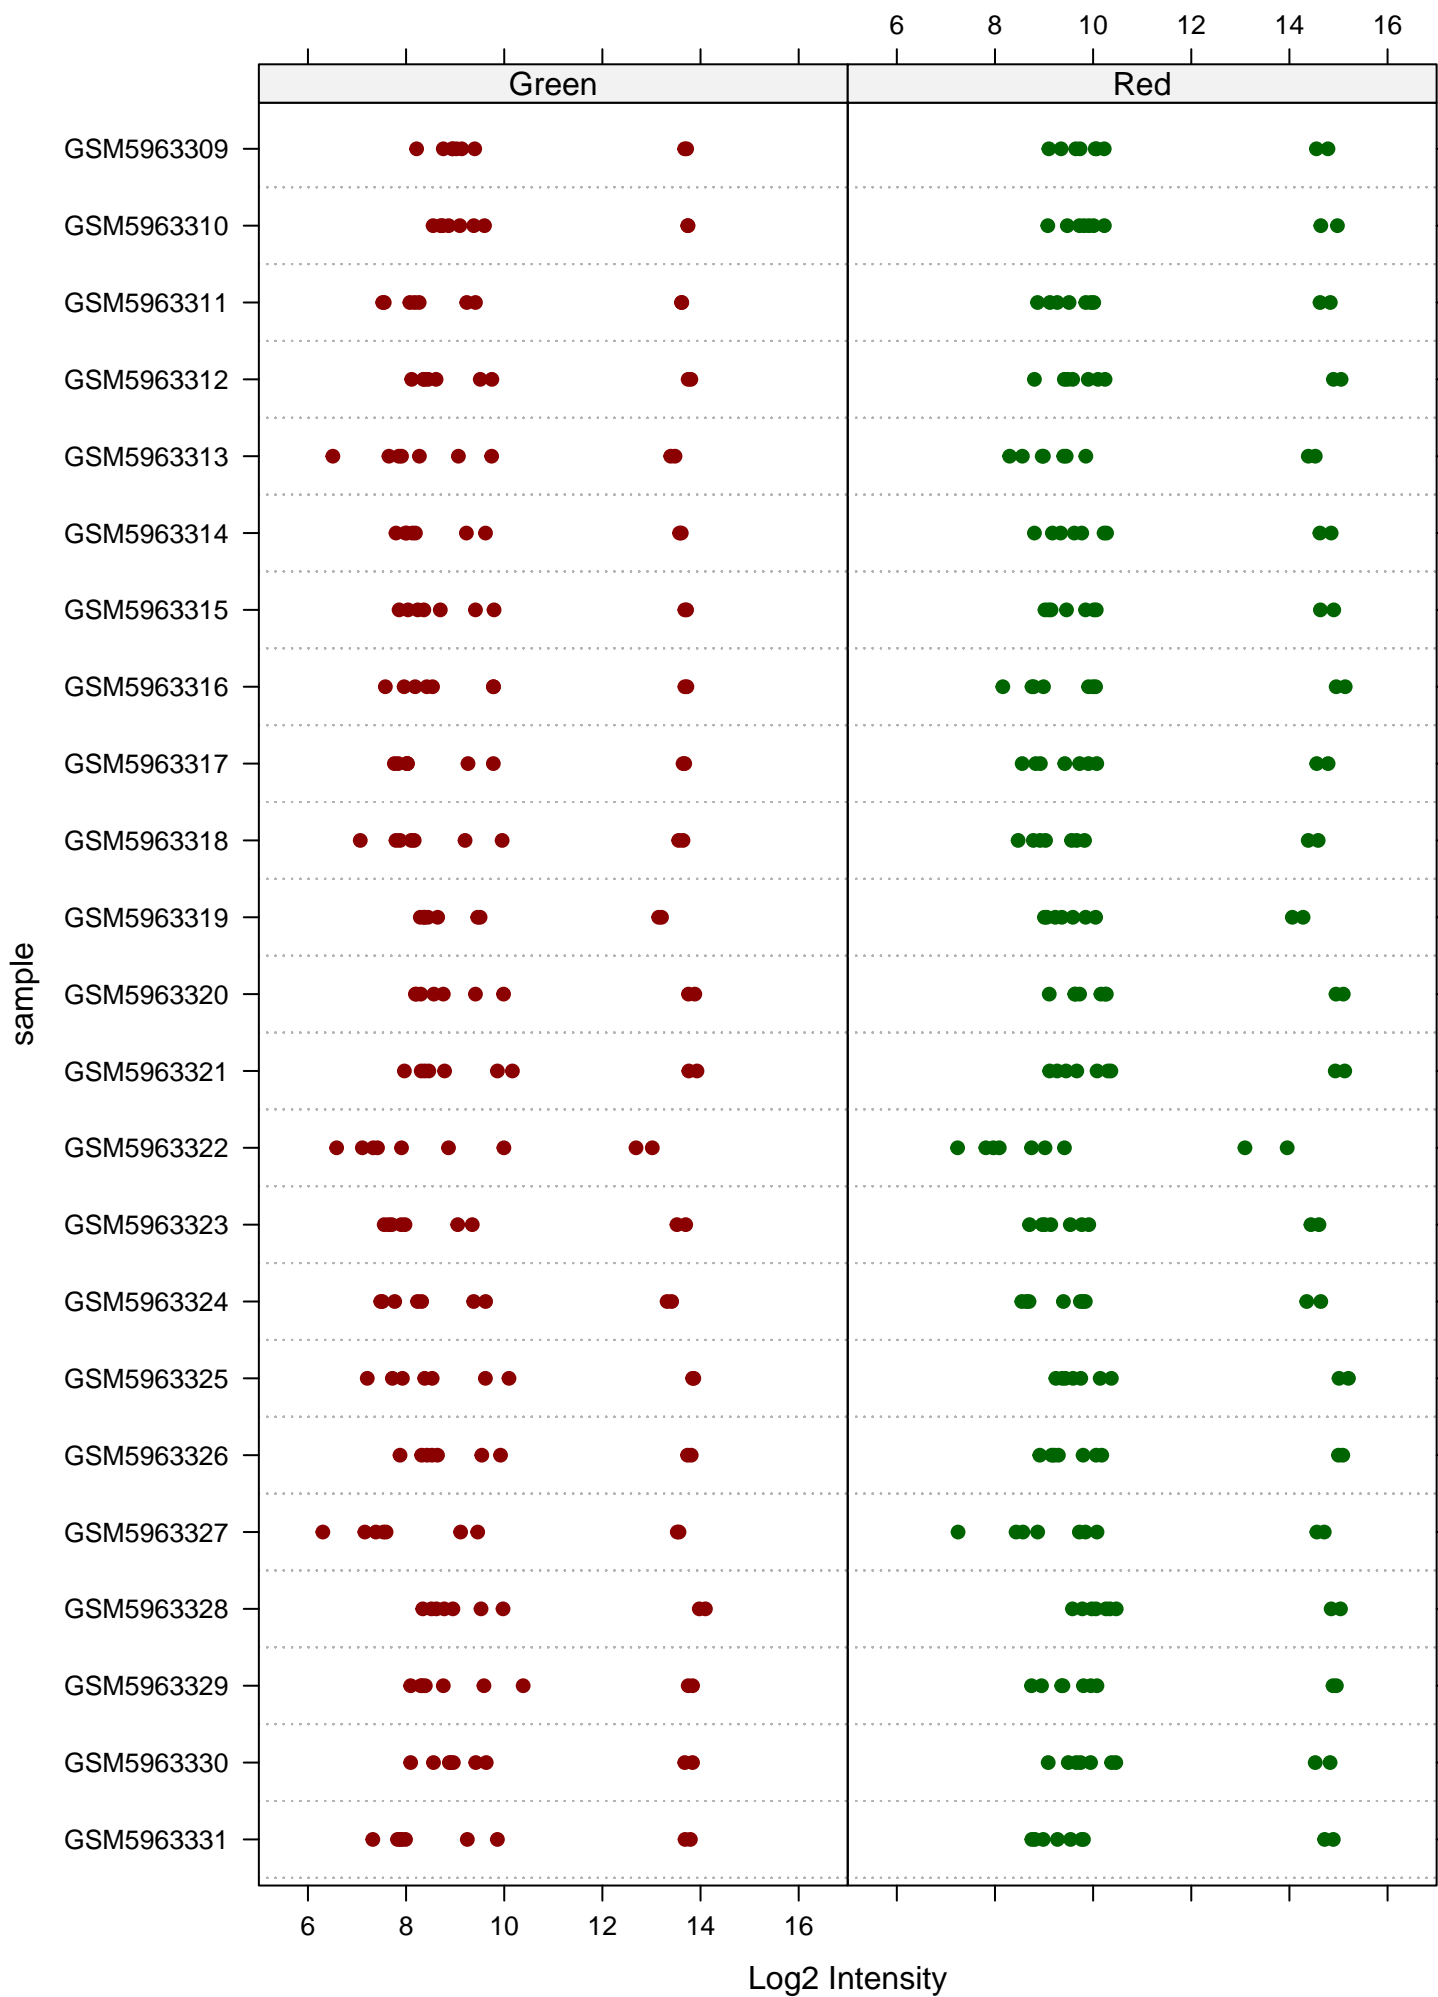 6 8 10 12 14 16
Green Red
GSM5963309
GSM5963310
GSM5963311
GSM5963312
GSM5963313
GSM5963314
GSM5963315
GSM5963316
GSM5963317
GSM5963318
GSM5963319
GSM5963320
GSM5963321
GSM5963322
GSM5963323
GSM5963324
GSM5963325
GSM5963326
GSM5963327
GSM5963328
GSM5963329
GSM5963330
GSM5963331
sample
6 8 10 12 14 16
Log2 Intensity